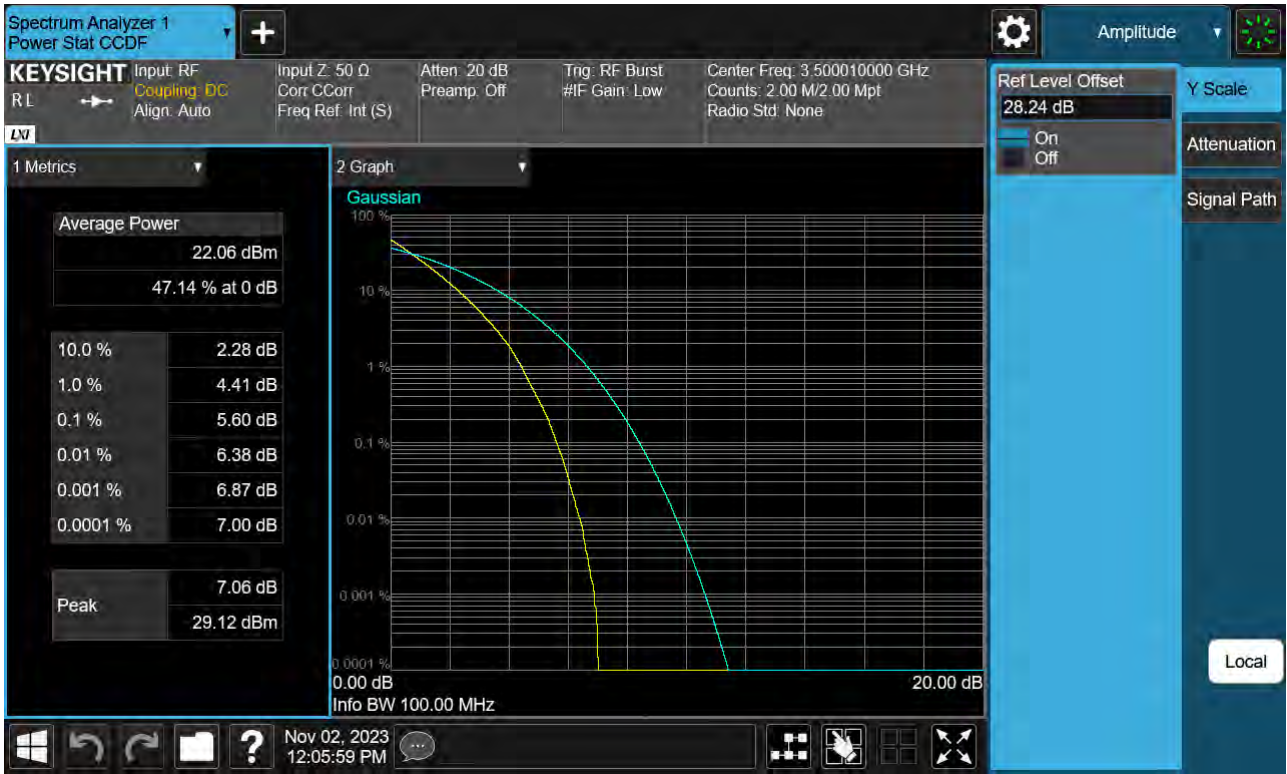 Spectrum Analyzer 1
Power Stat CCDF
+
Amplitude
KEYSIGHT
RL
LXI
Input: RF
Coupling: DC
Align: Auto
Input Z: 50 Ω
Corr CCorr
Freq Ref: Int (S)
Atten: 20 dB
Preamp: Off
Trig: RF Burst
#IF Gain: Low
Center Freq: 3.500010000 GHz
Counts: 2.00 M/2.00 Mpt
Radio Std: None
Ref Level Offset
28.24 dB
On
Off
Y Scale
Attenuation
Signal Path
Local
1 Metrics
Average Power
22.06 dBm
47.14 % at 0 dB
10.0 % 2.28 dB
1.0 % 4.41 dB
0.1 % 5.60 dB
0.01 % 6.38 dB
0.001 % 6.87 dB
0.0001 % 7.00 dB
Peak
7.06 dB
29.12 dBm
2 Graph
Gaussian
100 %
10 %
1 %
0.1 %
0.01 %
0.001 %
0.0001 %
0.00 dB 20.00 dB
Info BW 100.00 MHz
?
Nov 02, 2023
12:05:59 PM